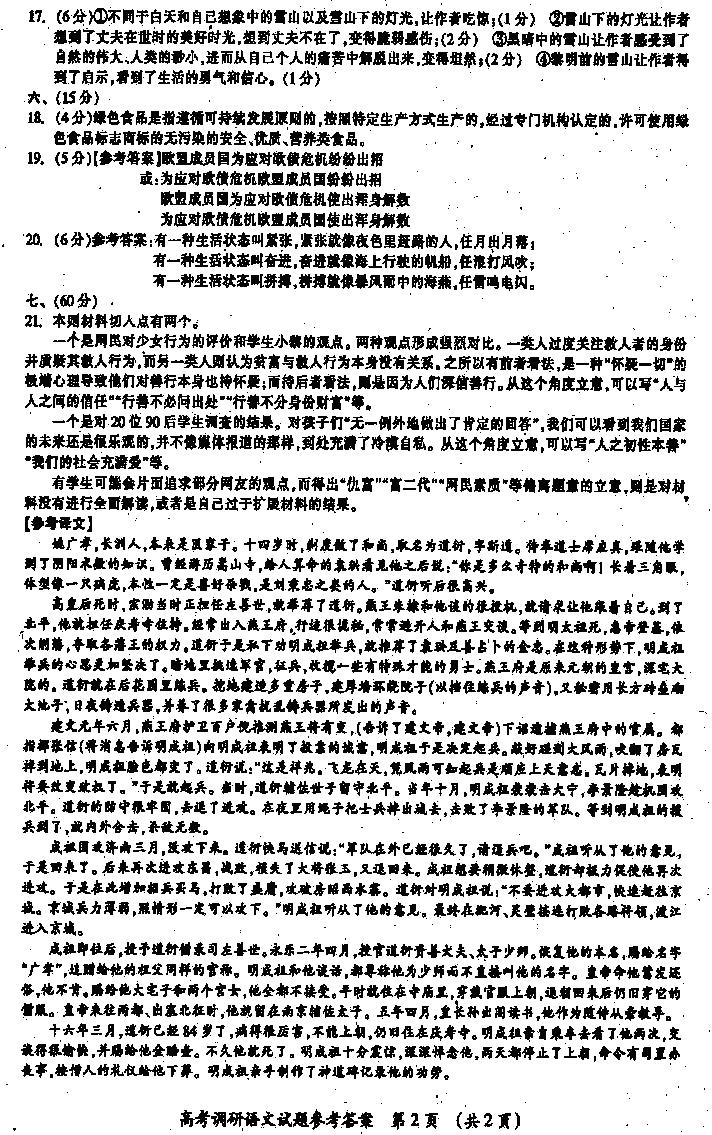 17. (6分)①不同于白天和自己想象中的雪山以及雪山下的灯光,让作者吃惊;(1分) ②雪山下的灯光让作者
想到了丈夫在世时的美好时光,想到丈夫不在了,变得脆弱感伤;(2分) ③黑暗中的雪山让作者感受到了
自然的伟大、人类的渺小,进而从自己个人的痛苦中解脱出来,变得坦然;(2分) ④黎明前的雪山让作者得
到了启示,看到了生活的勇气和信心。(1分)
六、(15分)
18. (4分)绿色食品是指遵循可持续发展原则的,按照特定生产方式生产的,经过专门机构认定的,许可使用绿
色食品标志商标的无污染的安全、优质、营养类食品。
19. (5分)[参考答案]欧盟成员国为应对欧债危机纷纷出招
或:为应对欧债危机欧盟成员国纷纷出招
欧盟成员国为应对欧债危机使出浑身解数
为应对欧债危机欧盟成员国使出浑身解数
20. (6分)参考答案:有一种生活状态叫紧张,紧张就像夜色里赶路的人,任月出月落;
有一种生活状态叫奋进,奋进就像海上行驶的帆船,任浪打风吹;
有一种生活状态叫拼搏,拼搏就像暴风雨中的海燕,任雷鸣电闪。
七、(60分)
21. 本则材料切入点有两个。
一个是网民对少女行为的评价和学生小韩的观点。两种观点形成强烈对比。一类人过度关注救人者的身份
并质疑其救人行为,而另一类人则认为贫富与救人行为本身没有关系。之所以有前者看法,是一种“怀疑一切”的
极端心理导致他们对善行本身也持怀疑;而持后者看法,则是因为人们深信善行。从这个角度立意,可以写“人与
人之间的信任”“行善不必问出处”“行善不分身份财富”等。
一个是对20位90后学生调查的结果。对孩子们“无一例外地做出了肯定的回答”,我们可以看到我们国家
的未来还是很乐观的,并不像媒体报道的那样,到处充满了冷漠自私。从这个角度立意,可以写“人之初性本善”
“我们的社会充满爱”等。
有学生可能会片面追求部分网友的观点,而得出“仇富”“富二代”“网民素质”等偏离题意的立意,则是对材
料没有进行全面解读,或者是自己过于扩展材料的结果。
[参考译文]
姚广孝,长洲人,本来是医家子。十四岁时,剃度做了和尚,取名为道衍,字斯道。侍奉道士席应真,跟随他学
到了阴阳术数的知识。曾经游历嵩山寺,给人算命的袁珙看见他之后说:“你是多么奇特的和尚啊!长着三角眼,
体型像一只病虎,本性一定是喜好杀戮,是刘秉忠之类的人。”道衍听后很高兴。
高皇后死时,宗泐当时正担任左善世,就举荐了道衍。燕王朱棣和他谈的很投机,就请求让他跟着自己。到了
北平,他就担任庆寿寺住持。经常出入燕王府,行迹很诡秘,常常避开人和燕王交谈。等到明太祖死,惠帝登基,依
次削藩,夺取各藩王的权力。道衍于是私下劝明成祖举兵,就推荐了袁珙及善占卜的金忠。在这种形势下,明成祖
举兵的心思更加坚决了。暗地里挑选军官,征兵,收揽一些有特殊才能的勇士。燕王府是原来元朝的皇宫,深宅大
院的。道衍就在后花园里练兵。挖地建造多重房子,建厚墙环绕院子(以挡住练兵的声音),又秘密用长方砖垒砌
大池子,日夜铸造兵器,并养了很多家禽扰乱铸兵器所发出的声音。
建文元年六月,燕王府护卫百户倪谅推测燕王将有变,(告诉了建文帝,建文帝)下诏逮捕燕王府中的官属。都
指挥张信(将消息告诉明成祖)向明成祖表明了投靠的诚意,明成祖于是决定起兵。
掉到地上,明成祖脸色都变了。道衍说:“这是祥兆。飞龙在天,凭风雨可知起兵是顺应上天意志。瓦片掉地,表明
将要改变政权了。”于是就起兵。当时,道衍辅佐世子留守北平。当年十月,明成祖袭击大宁,李景隆趁机围攻
北平。道衍的防守很牢固,击退了进攻。在夜里用绳子把士兵捽出城去,击败了李景隆的军队。等到明成祖的援
兵到了,就内外合击,杀敌无数。
成祖围攻济南三月,没攻下来。道衍快马送信说:“军队在外已经很久了,请退兵吧。”成祖听从了他的意见,
于是回来了。后来再次进攻东昌,战败,损失了大将张玉,又退回来。成祖想要稍微休整,道衍却极力促使他再次
进攻。于是在此增加招兵买马,打败了盛庸,攻破房昭西水寨。道衍对明成祖说:“不要进攻大都市,快速赶往京
城。京城兵力薄弱,照情形一定可以攻下。”明成祖听从了他的意见。最终在淝河、灵璧接连打败各路将领,渡江
进入京城。
成祖即位后,授予道衍僧录司左善世。永乐二年四月,授官道衍资善大夫、太子少师。恢复他的本名,赐给名字
“广孝”,追赠给他的祖父同样的官称。明成祖和他谈话,都尊称他为少师而不直接叫他的名字。皇帝命他蓄发还
俗,他不肯。赐给他大宅子和两个宫女,他全都不接受。平时就住在寺庙里,穿戴官服上朝,退朝回来后仍旧穿它的
僧服。皇帝来往两都、出塞北征时,他就留在南京辅佐太子。五年四月,皇长孙出阁读书,他作为随侍从旁教导。
十六年三月,道衍已经84岁了,病得很厉害,不能上朝,仍旧住在庆寿寺。明成祖亲自乘车去看了他两次,交
谈得很愉快,并赐给他金唾壶。不久他就死了。明成祖十分震惊,深深悼念他,两天都停止了上朝,命令有司置办
丧事,按僧人的礼仪给他下葬。明成祖亲手制作了神道碑记录他的功劳。
高考调研语文试题参考答案 第2页 (共2页)